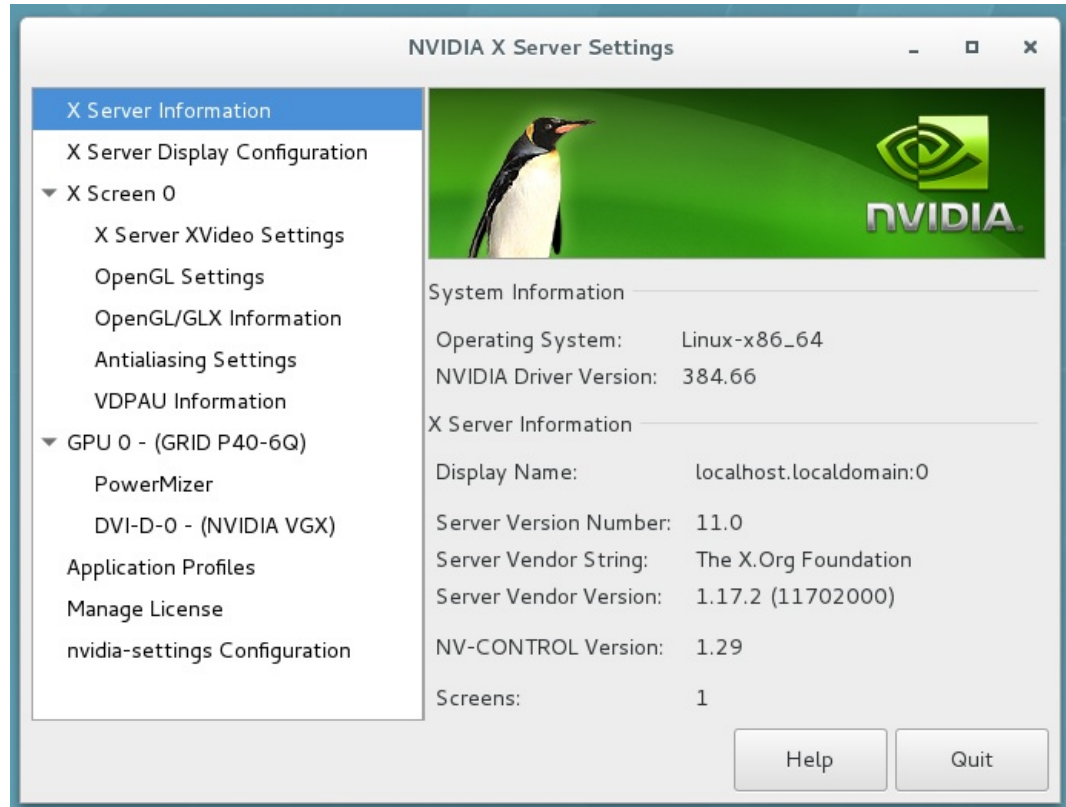 NVIDIA X Server Settings
X Server Information
X Server Display Configuration
X Screen 0
X Server XVideo Settings
OpenGL Settings
OpenGL/GLX Information
Antialiasing Settings
VDPAU Information
GPU 0 - (GRID P40-6Q)
PowerMizer
DVI-D-0 - (NVIDIA VGX)
Application Profiles
Manage License
nvidia-settings Configuration
NVIDIA.
System Information
Operating System: Linux-x86_64
NVIDIA Driver Version: 384.66
X Server Information
Display Name: localhost.localdomain:0
Server Version Number: 11.0
Server Vendor String: The X.Org Foundation
Server Vendor Version: 1.17.2 (11702000)
NV-CONTROL Version: 1.29
Screens: 1
Help Quit